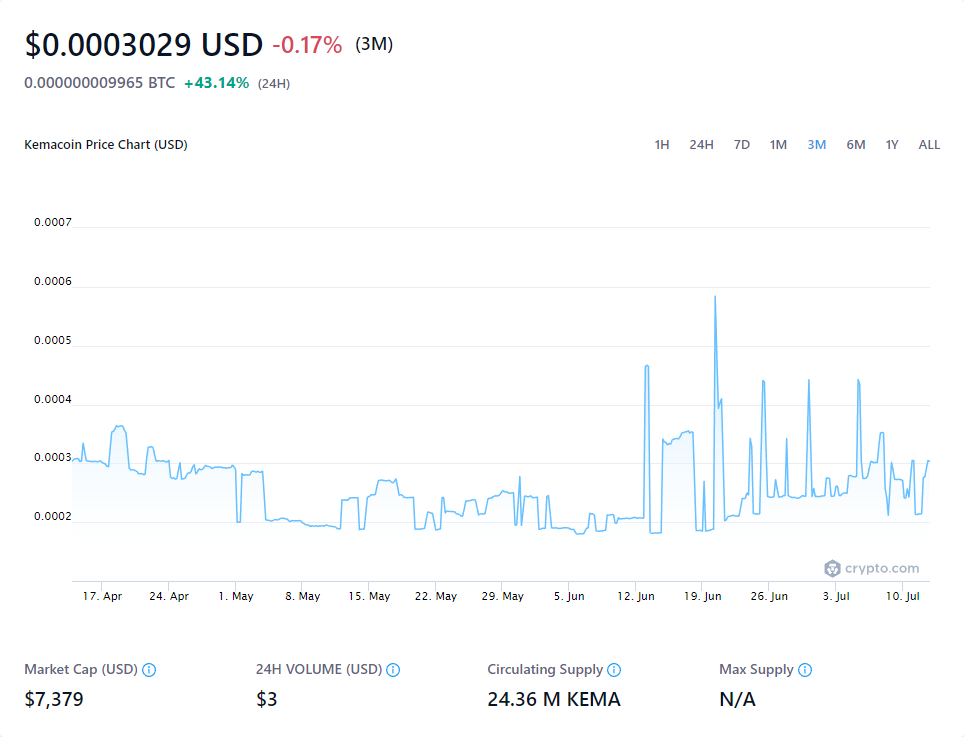 $0.0003029 USD -0.17% (3M)
0.000000009965 BTC +43.14% (24H)
Kemacoin Price Chart (USD) 1H 24H 7D 1M 3M 6M 1Y ALL
0.0007
0.0006
0.0005
0.0004
0.0003
0.0002
crypto.com
17. Apr 24. Apr 1. May 8. May 15. May 22. May 29. May 5. Jun 12. Jun 19. Jun 26. Jun 3. Jul 10. Jul
Market Cap (USD) 24H VOLUME (USD) Circulating Supply Max Supply
$7,379 $3 24.36 M KEMA N/A